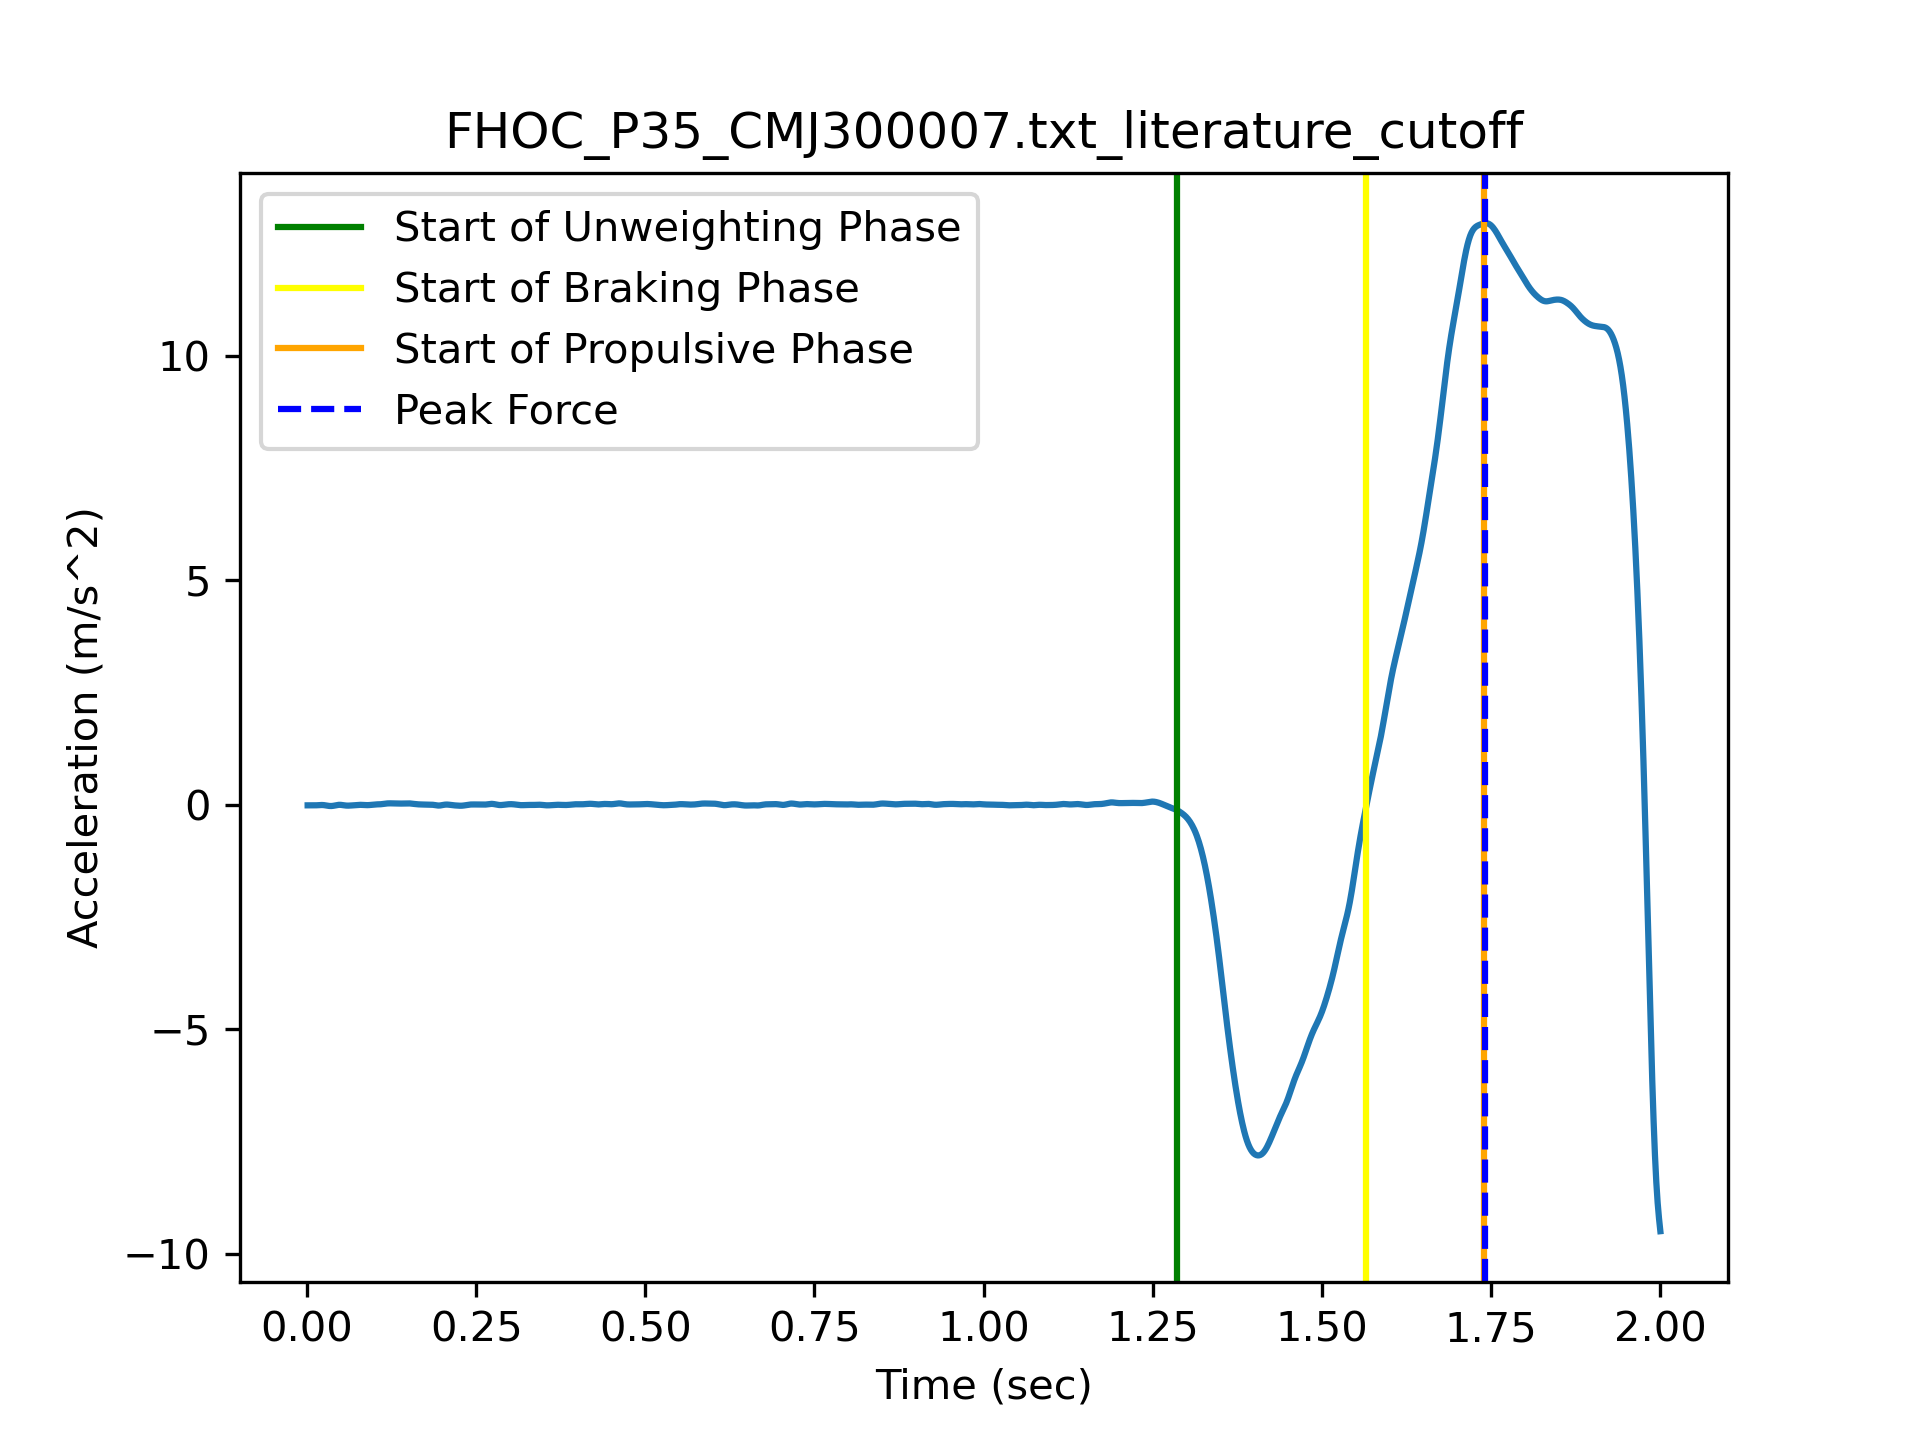 FHOC_P35_CMJ300007.txt_literature_cutoff
Start of Unweighting Phase
Start of Braking Phase
Start of Propulsive Phase
Peak Force
Acceleration (m/s^2)
10
5
0
−5
−10
0.00 0.25 0.50 0.75 1.00 1.25 1.50 1.75 2.00
Time (sec)